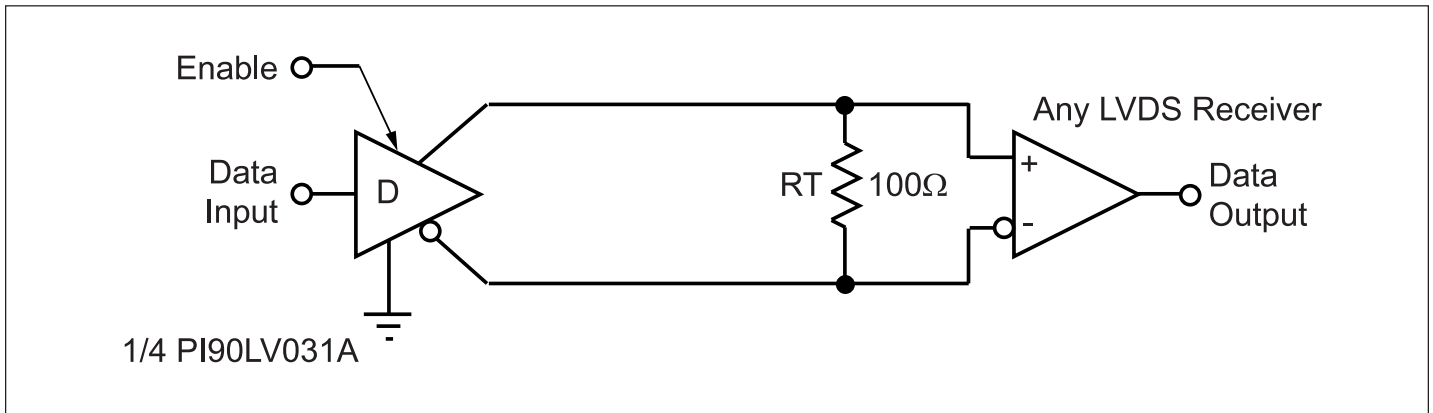 Enable
Any LVDS Receiver
Data
Input
D
RT
100Ω
+
-
Data
Output
1/4 PI90LV031A